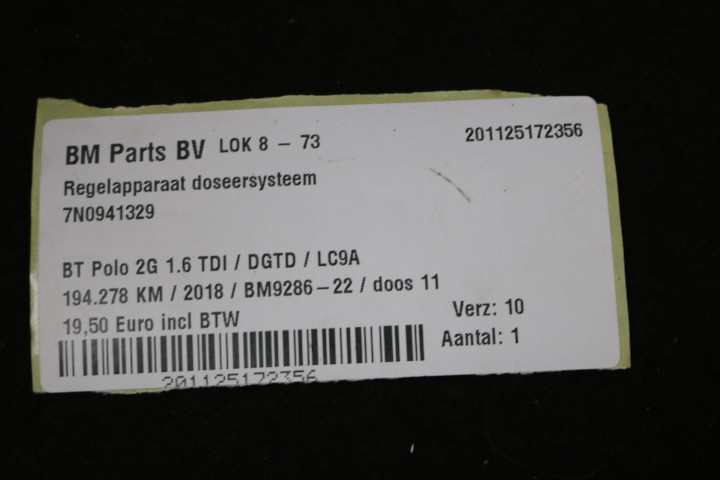 BM Parts BV LOK 8 - 73 201125172356
Regelapparaat doseersysteem
7N0941329
BT Polo 2G 1.6 TDI / DGTD / LC9A
194.278 KM / 2018 / BM9286-22 / doos 11
19,50 Euro incl BTW Verz: 10
Aantal: 1
201125172356